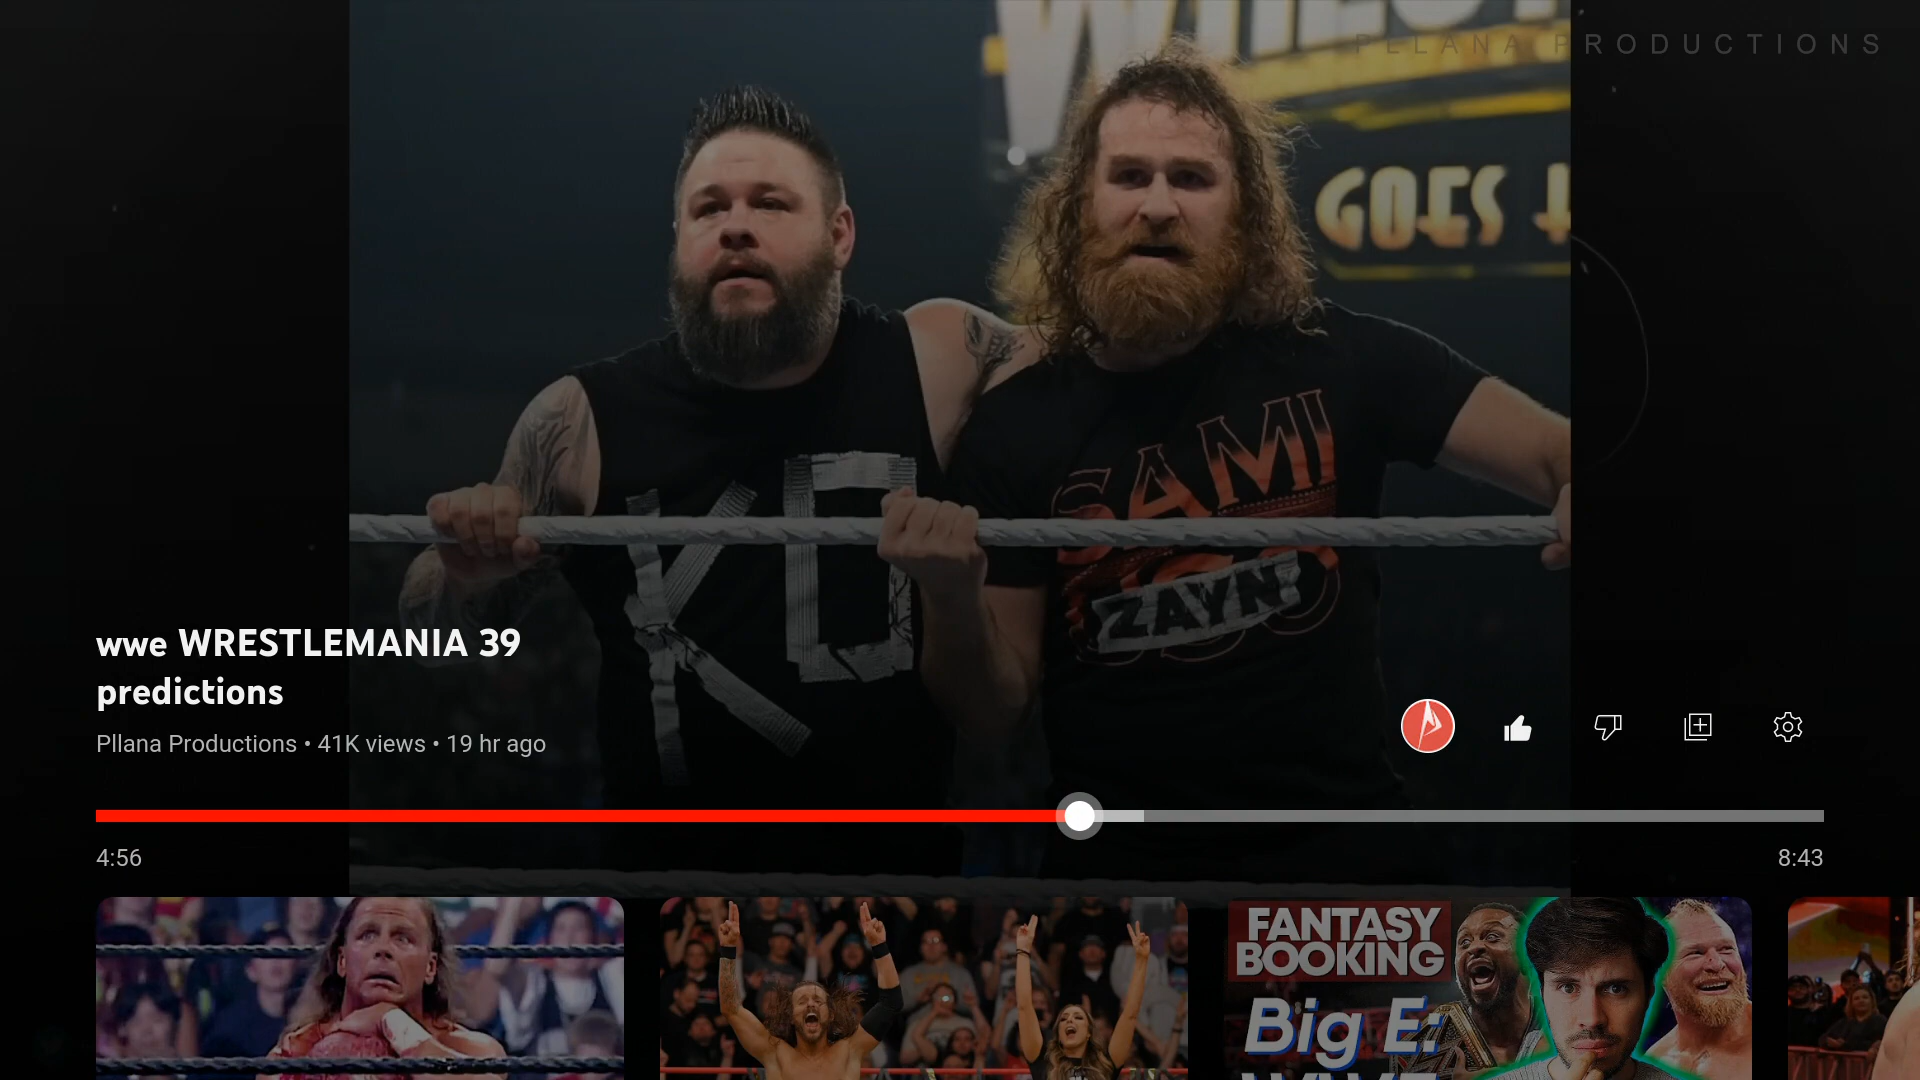 PLLANA PRODUCTIONS
GOES
KO
SAMI
ZAYN
wwe WRESTLEMANIA 39
predictions
Pllana Productions • 41K views • 19 hr ago
4:56
8:43
FANTASY
BOOKING
Big E: